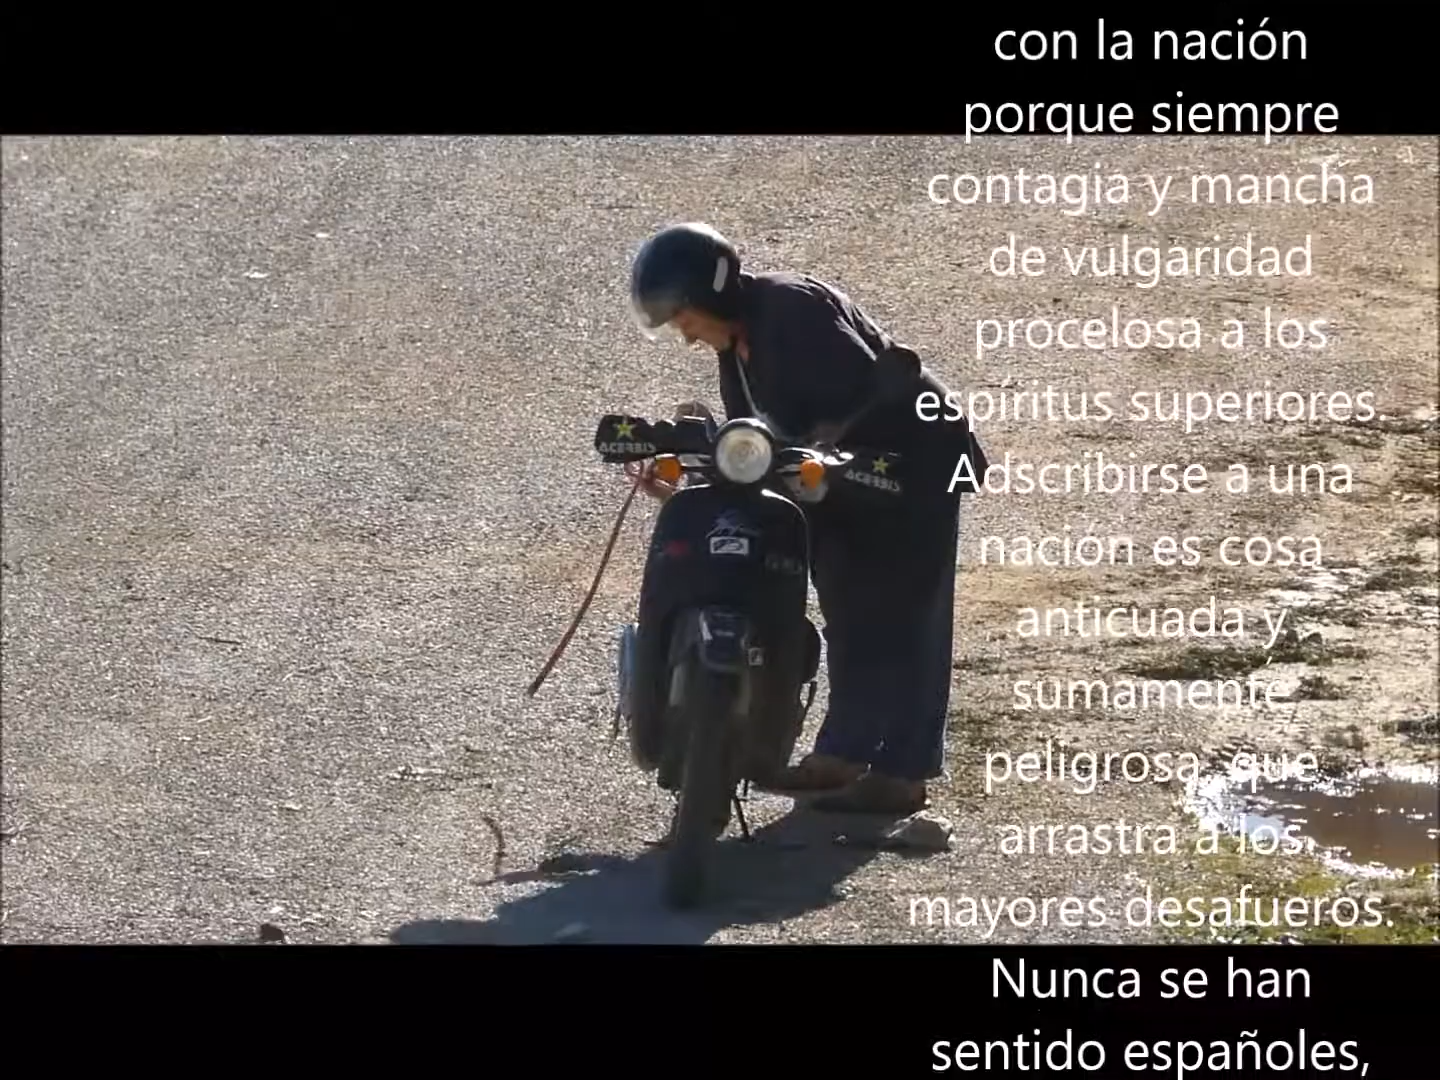 con la nación
porque siempre
contagia y mancha
de vulgaridad
procelosa a los
espíritus superiores.
Adscribirse a una
nación es cosa
anticuada y
sumamente
peligrosa, que
arrastra a los
mayores desafueros.
Nunca se han
sentido españoles,
ACERBIS
ACERBIS